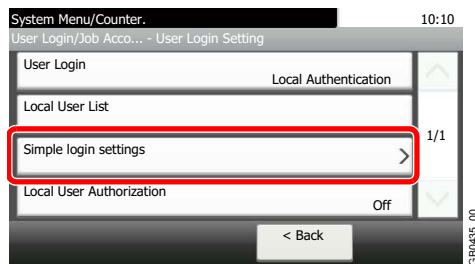 System Menu/Counter.
10:10
User Login/Job Acco... - User Login Setting
User Login
Local Authentication
Local User List
1/1
Simple login settings
Local User Authorization
Off
< Back
GB0435_00